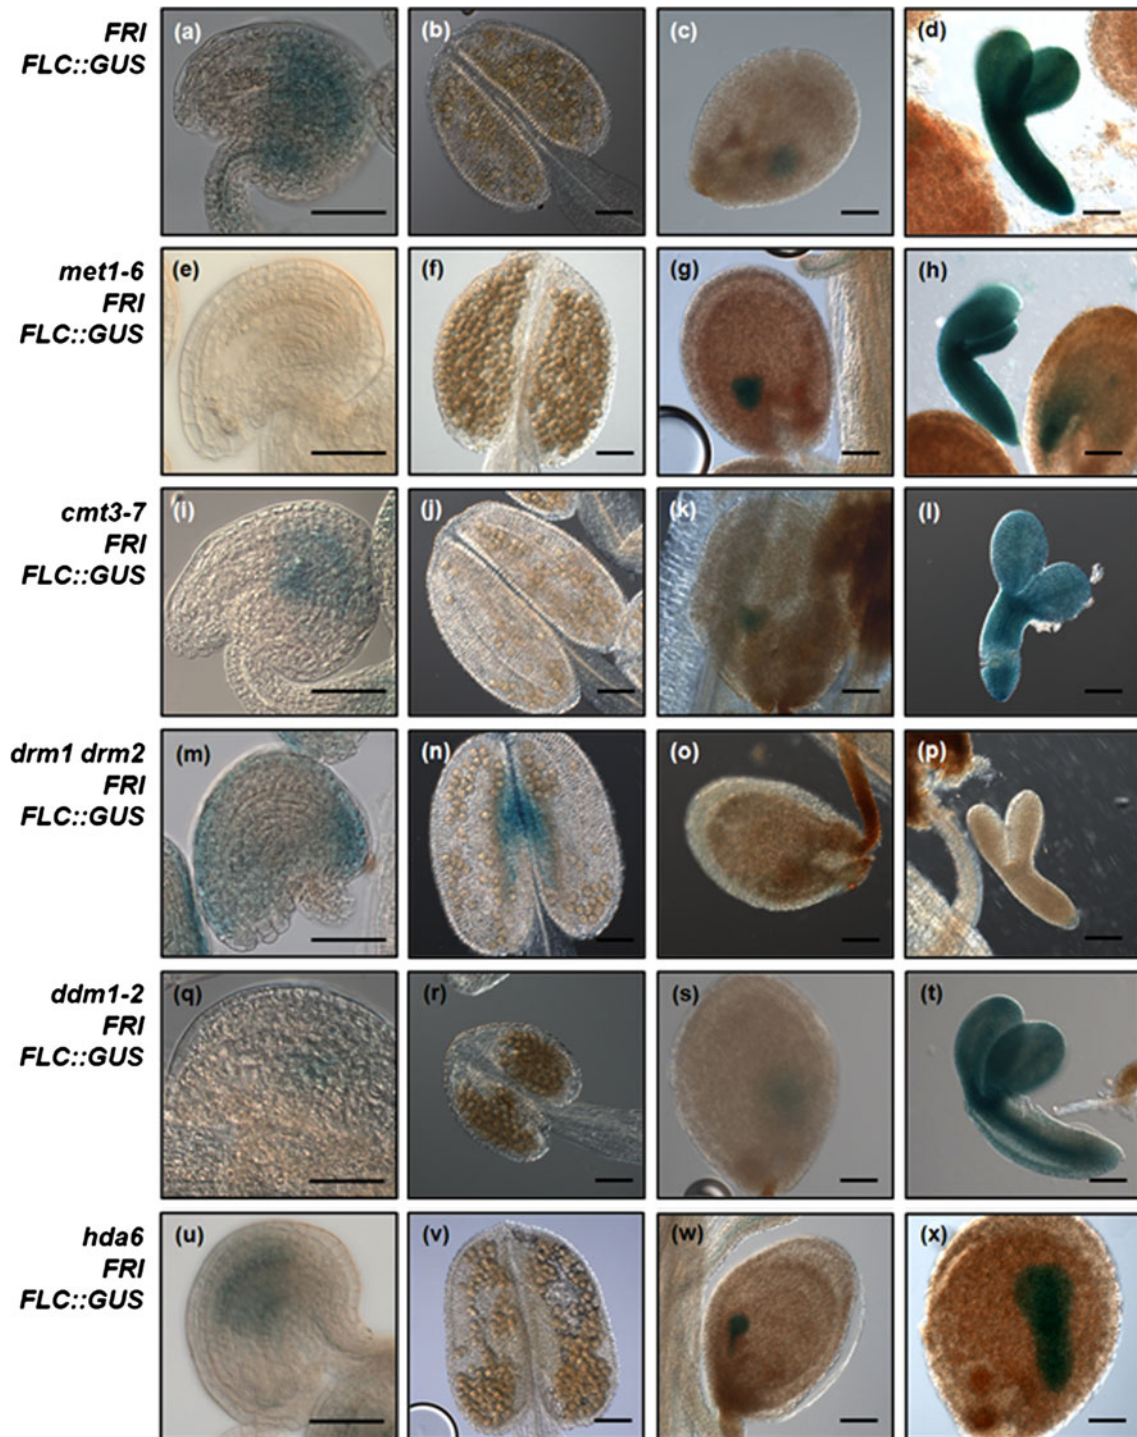 FRI
FLC::GUS
(a)
(b)
(c)
(d)
met1-6
FRI
FLC::GUS
(e)
(f)
(g)
(h)
cmt3-7
FRI
FLC::GUS
(i)
(j)
(k)
(l)
drm1 drm2
FRI
FLC::GUS
(m)
(n)
(o)
(p)
ddm1-2
FRI
FLC::GUS
(q)
(r)
(s)
(t)
hda6
FRI
FLC::GUS
(u)
(v)
(w)
(x)